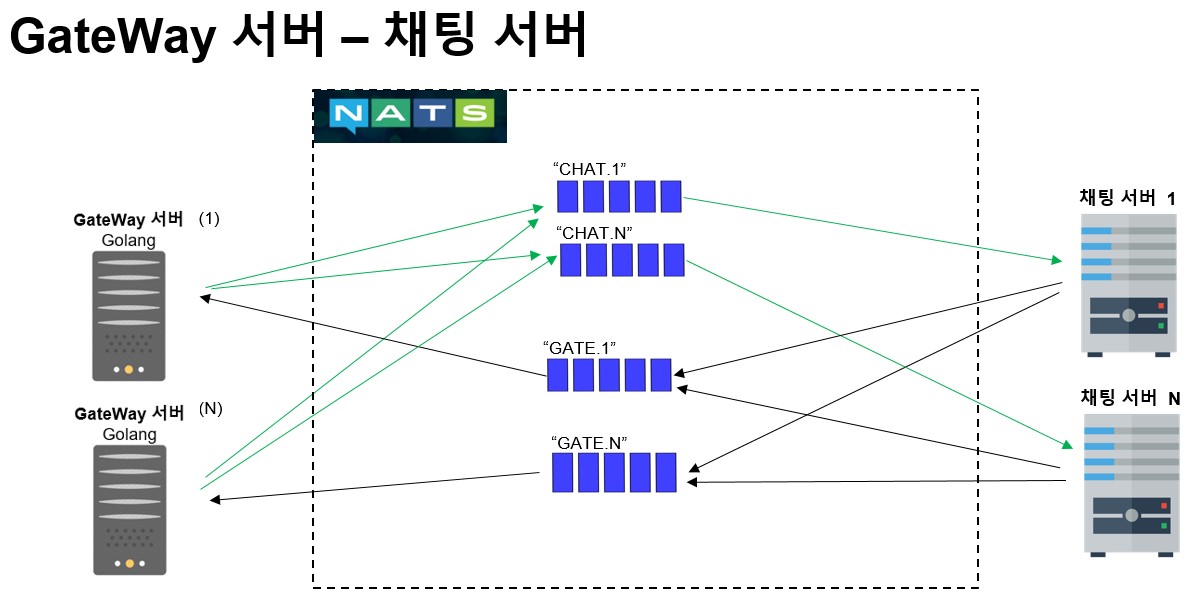 GateWay 서버 – 채팅 서버
NATS
“CHAT.1”
“CHAT.N”
“GATE.1”
“GATE.N”
GateWay 서버 (1)
Golang
GateWay 서버 (N)
Golang
채팅 서버 1
채팅 서버 N